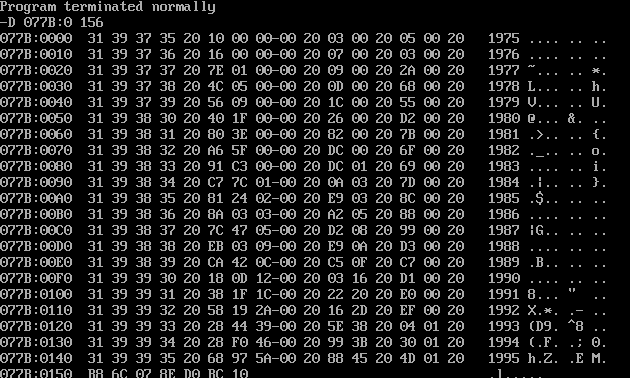 Program terminated normally
-D 077B:0 156
077B:0000  31 39 37 35 20 10 00 00-00 20 03 00 20 05 00 20   1975 .... .. ..
077B:0010  31 39 37 36 20 16 00 00-00 20 07 00 20 03 00 20   1976 .... .. ..
077B:0020  31 39 37 37 20 7E 01 00-00 20 09 00 20 2A 00 20   1977 ~... .. *.
077B:0030  31 39 37 38 20 4C 05 00-00 20 0D 00 20 68 00 20   1978 L... .. h.
077B:0040  31 39 37 39 20 56 09 00-00 20 1C 00 20 55 00 20   1979 V... .. U.
077B:0050  31 39 38 30 20 40 1F 00-00 20 26 00 20 D2 00 20   1980 @... &. ..
077B:0060  31 39 38 31 20 80 3E 00-00 20 82 00 20 7B 00 20   1981 .>.. .. {.
077B:0070  31 39 38 32 20 A6 5F 00-00 20 DC 00 20 6F 00 20   1982 ._.. .. o.
077B:0080  31 39 38 33 20 91 C3 00-00 20 DC 01 20 69 00 20   1983 .... .. i.
077B:0090  31 39 38 34 20 C7 7C 01-00 20 0A 03 20 7D 00 20   1984 .|.. .. }.
077B:00A0  31 39 38 35 20 81 24 02-00 20 E9 03 20 8C 00 20   1985 .$.. .. ..
077B:00B0  31 39 38 36 20 8A 03 03-00 20 A2 05 20 88 00 20   1986 .... .. ..
077B:00C0  31 39 38 37 20 7C 47 05-00 20 D2 08 20 99 00 20   1987 |G.. .. ..
077B:00D0  31 39 38 38 20 EB 03 09-00 20 E9 0A 20 D3 00 20   1988 .... .. ..
077B:00E0  31 39 38 39 20 CA 42 0C-00 20 C5 0F 20 C7 00 20   1989 .B.. .. ..
077B:00F0  31 39 39 30 20 18 0D 12-00 20 03 16 20 D1 00 20   1990 .... .. ..
077B:0100  31 39 39 31 20 38 1F 1C-00 20 22 20 20 E0 00 20   1991 8... "  ..
077B:0110  31 39 39 32 20 58 19 2A-00 20 16 2D 20 EF 00 20   1992 X.*. .- ..
077B:0120  31 39 39 33 20 28 44 39-00 20 5E 38 20 04 01 20   1993 (D9. ^8 ..
077B:0130  31 39 39 34 20 28 F0 46-00 20 99 3B 20 30 01 20   1994 (.F. .; 0.
077B:0140  31 39 39 35 20 68 97 5A-00 20 88 45 20 4D 01 20   1995 h.Z. .E M.
077B:0150  B8 6C 07 8E D0 BC 10                              .l.....